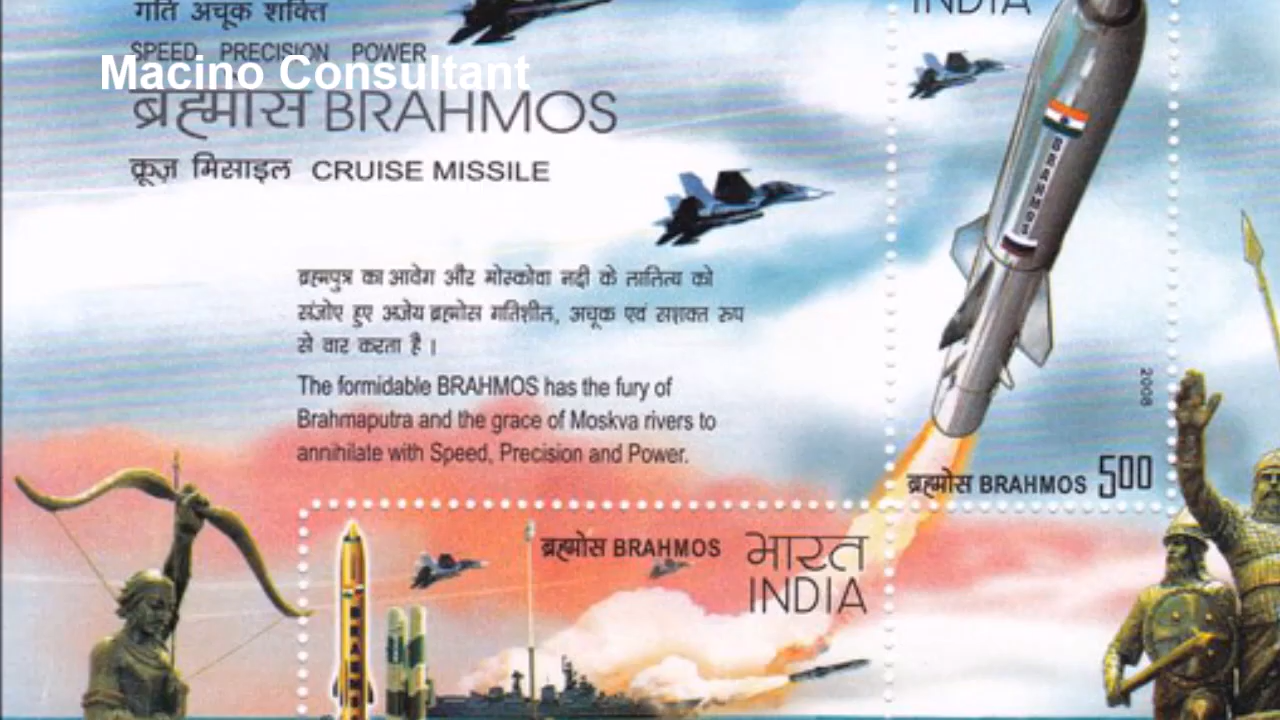 गति अचूक शक्ति
SPEED PRECISION POWER
Macino Consultant
ब्रह्मोस BRAHMOS
क्रूज़ मिसाइल CRUISE MISSILE
ब्रह्मपुत्र का आवेग और मोस्कोवा नदी के लालित्य को
संजोए हुए अजेय ब्रह्मोस गतिशील, अचूक एवं सशक्त रुप
से वार करता है ।
The formidable BRAHMOS has the fury of
Brahmaputra and the grace of Moskva rivers to
annihilate with Speed, Precision and Power.
INDIA
BRAHMOS
2008
ब्रह्मोस BRAHMOS 500
ब्रह्मोस BRAHMOS
भारत
INDIA